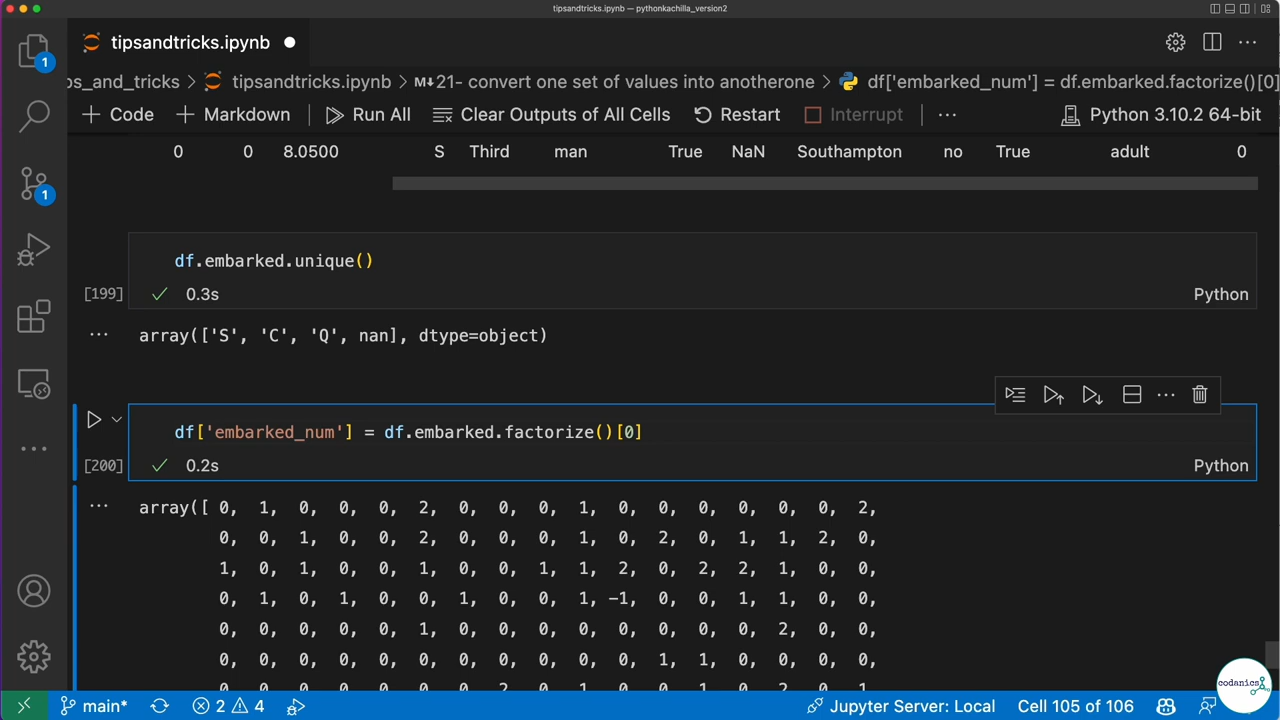 tipsandtricks.ipynb — pythonkachilla_version2
tipsandtricks.ipynb
ps_and_tricks > tipsandtricks.ipynb > M↓21- convert one set of values into anotherone > df['embarked_num'] = df.embarked.factorize()[0]
+ Code + Markdown Run All Clear Outputs of All Cells Restart Interrupt ... Python 3.10.2 64-bit
0 0 8.0500 S Third man True NaN Southampton no True adult 0
df.embarked.unique()
[199] ✓ 0.3s Python
... array(['S', 'C', 'Q', nan], dtype=object)
df['embarked_num'] = df.embarked.factorize()[0]
[200] ✓ 0.2s Python
... array([ 0, 1, 0, 0, 0, 2, 0, 0, 0, 1, 0, 0, 0, 0, 0, 0, 2,
0, 0, 1, 0, 0, 2, 0, 0, 0, 1, 0, 2, 0, 1, 1, 2, 0,
1, 0, 1, 0, 0, 1, 0, 0, 1, 1, 2, 0, 2, 2, 1, 0, 0,
0, 1, 0, 1, 0, 0, 1, 0, 0, 1, -1, 0, 0, 1, 1, 0, 0,
0, 0, 0, 0, 0, 1, 0, 0, 0, 0, 0, 0, 0, 0, 2, 0, 0,
0, 0, 0, 0, 0, 0, 0, 0, 0, 0, 0, 1, 1, 0, 0, 0, 0,
1
1
codanics
main* 2 4 Jupyter Server: Local Cell 105 of 106